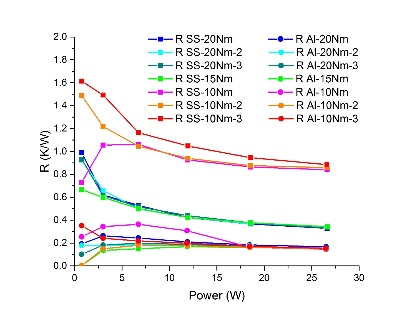 R SS-20Nm R Al-20Nm
R SS-20Nm-2 R Al-20Nm-2
R SS-20Nm-3 R Al-20Nm-3
R SS-15Nm R Al-15Nm
R SS-10Nm R Al-10Nm
R SS-10Nm-2 R Al-10Nm-2
R SS-10Nm-3 R Al-10Nm-3
2.0
1.8
1.6
1.4
1.2
1.0
0.8
0.6
0.4
0.2
0.0
R (K/W)
0 5 10 15 20 25 30
Power (W)